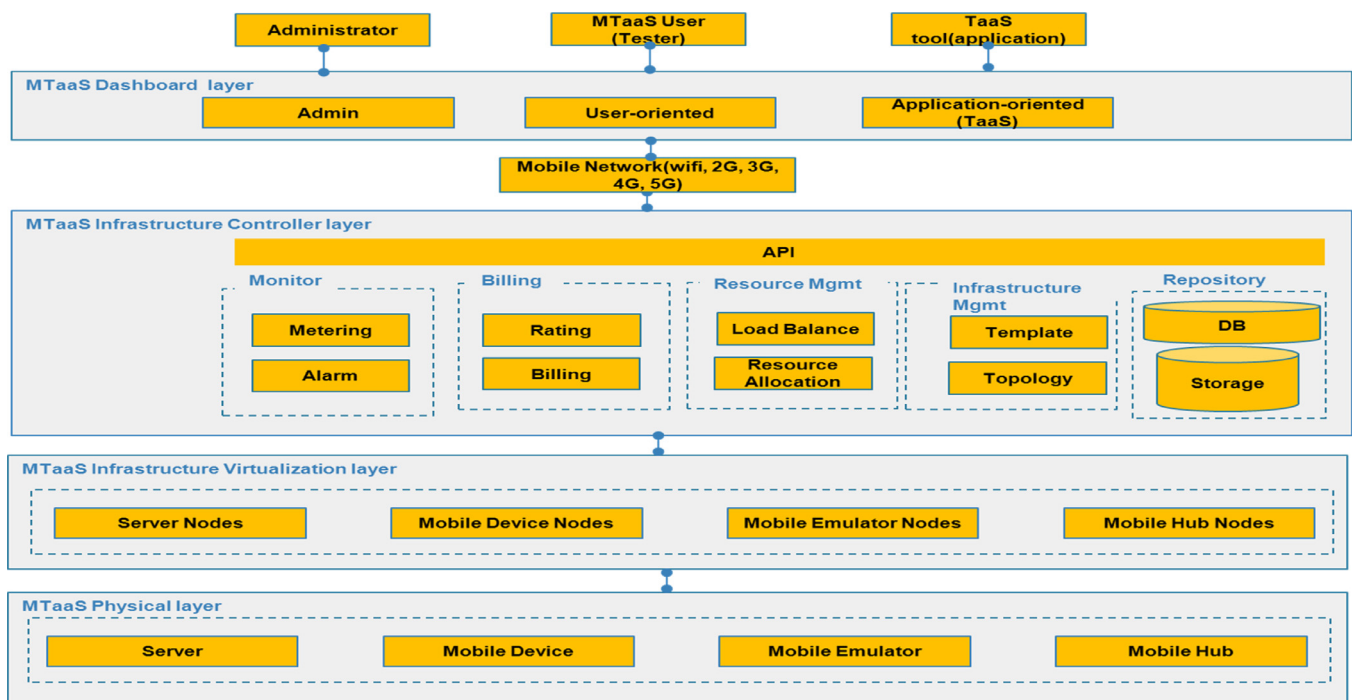 Administrator
MTaaS User
(Tester)
TaaS
tool(application)
MTaaS Dashboard layer
Admin
User-oriented
Application-oriented
(TaaS)
Mobile Network(wifi, 2G, 3G,
4G, 5G)
MTaaS Infrastructure Controller layer
API
Monitor
Metering
Alarm
Billing
Rating
Billing
Resource Mgmt
Load Balance
Resource
Allocation
Infrastructure
Mgmt
Template
Topology
Repository
DB
Storage
MTaaS Infrastructure Virtualization layer
Server Nodes
Mobile Device Nodes
Mobile Emulator Nodes
Mobile Hub Nodes
MTaaS Physical layer
Server
Mobile Device
Mobile Emulator
Mobile Hub